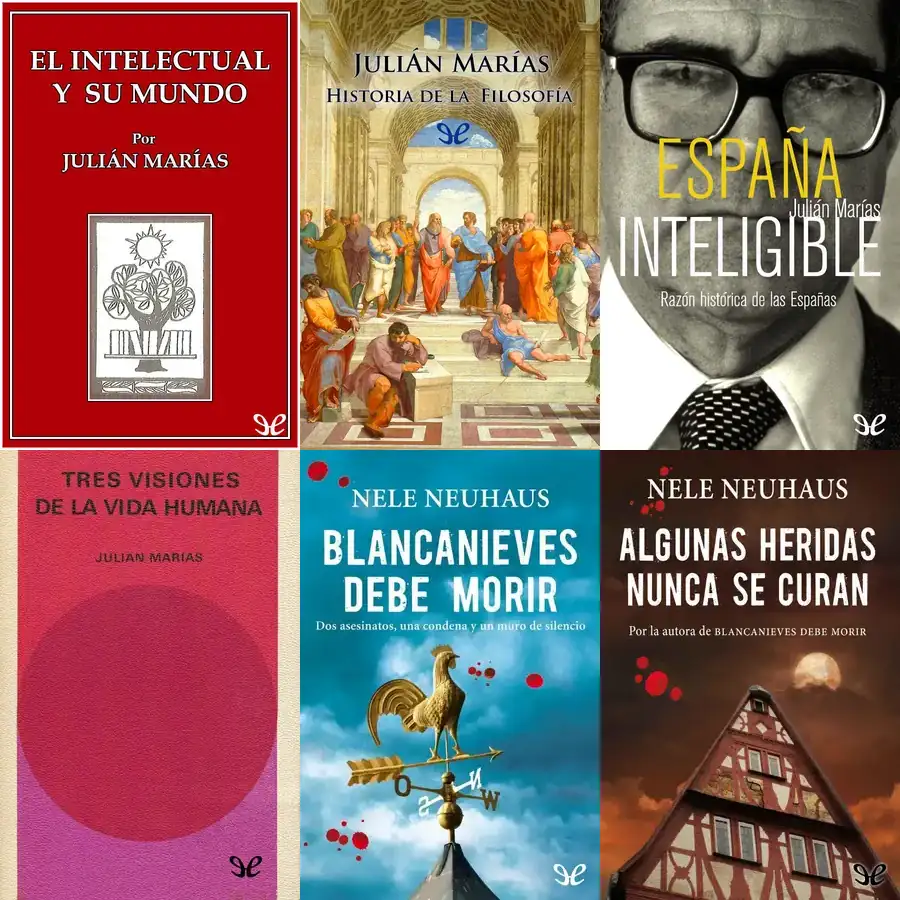 EL INTELECTUAL
Y SU MUNDO
Por
JULIÁN MARÍAS
JULIÁN MARÍAS
HISTORIA DE LA FILOSOFÍA
ESPAÑA
Julián Marías
INTELIGIBLE
Razón histórica de las Españas
TRES VISIONES
DE LA VIDA HUMANA
JULIAN MARIAS
NELE NEUHAUS
BLANCANIEVES
DEBE MORIR
Dos asesinatos, una condena y un muro de silencio
O
S
N
W
NELE NEUHAUS
ALGUNAS HERIDAS
NUNCA SE CURAN
Por la autora de BLANCANIEVES DEBE MORIR